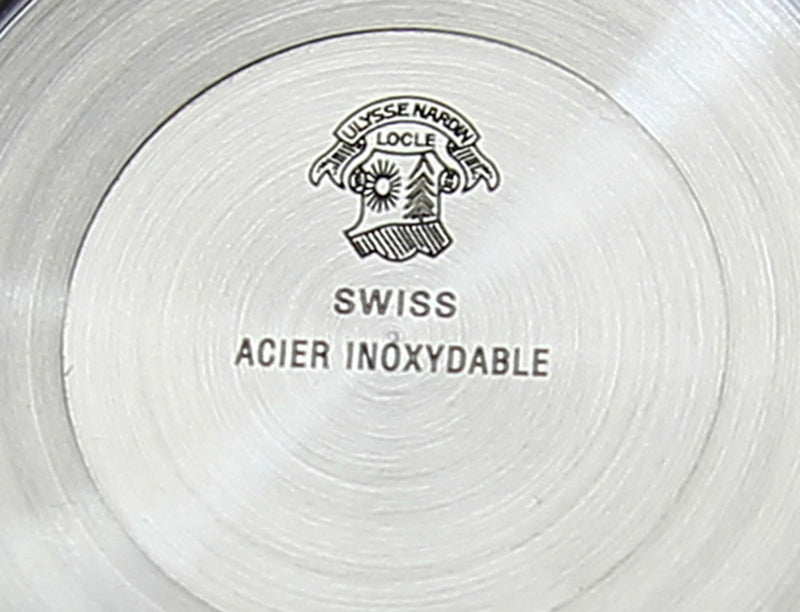 ULYSSE NARDIN
LOCLE
SWISS
ACIER INOXYDABLE